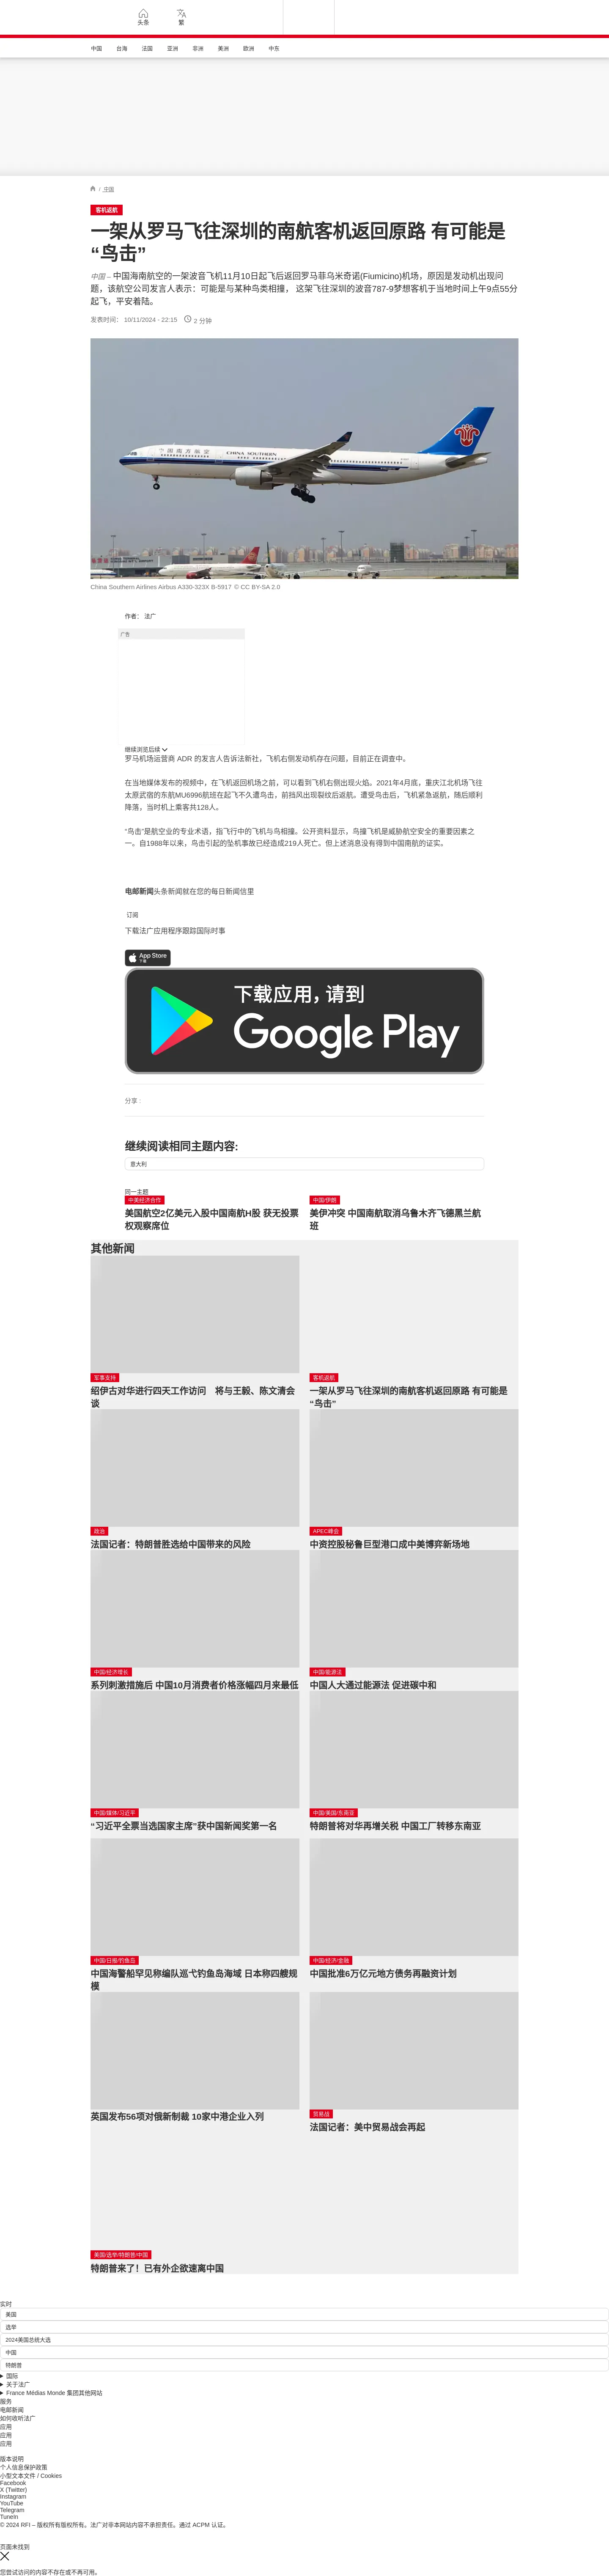 头条
繁
中国
台海
法国
亚洲
非洲
美洲
欧洲
中东
/ 中国
客机返航
一架从罗马飞往深圳的南航客机返回原路 有可能是
“鸟击”
中国 – 中国海南航空的一架波音飞机11月10日起飞后返回罗马菲乌米奇诺(Fiumicino)机场，原因是发动机出现问
题，该航空公司发言人表示：可能是与某种鸟类相撞， 这架飞往深圳的波音787-9梦想客机于当地时间上午9点55分
起飞，平安着陆。
发表时间： 10/11/2024 - 22:15
2 分钟
中国南方航空
CHINA SOUTHERN
China Southern Airlines Airbus A330-323X B-5917 © CC BY-SA 2.0
作者： 法广
广告
继续浏览后续
罗马机场运营商 ADR 的发言人告诉法新社，飞机右侧发动机存在问题，目前正在调查中。
在当地媒体发布的视频中，在飞机返回机场之前，可以看到飞机右侧出现火焰。2021年4月底，重庆江北机场飞往
太原武宿的东航MU6996航班在起飞不久遭鸟击，前挡风出现裂纹后返航。遭受鸟击后，飞机紧急返航，随后顺利
降落，当时机上乘客共128人。
“鸟击”是航空业的专业术语，指飞行中的飞机与鸟相撞。公开资料显示，鸟撞飞机是威胁航空安全的重要因素之
一。自1988年以来，鸟击引起的坠机事故已经造成219人死亡。但上述消息没有得到中国南航的证实。
电邮新闻头条新闻就在您的每日新闻信里
订阅
下载法广应用程序跟踪国际时事
App Store
下载
下载应用，请到
Google Play
分享 :
继续阅读相同主题内容:
意大利
同一主题
中美经济合作
美国航空2亿美元入股中国南航H股 获无投票
权观察席位
中国/伊朗
美伊冲突 中国南航取消乌鲁木齐飞德黑兰航
班
其他新闻
军事支持
绍伊古对华进行四天工作访问　将与王毅、陈文清会
谈
客机返航
一架从罗马飞往深圳的南航客机返回原路 有可能是
“鸟击”
政治
法国记者：特朗普胜选给中国带来的风险
APEC峰会
中资控股秘鲁巨型港口成中美博弈新场地
中国/经济增长
系列刺激措施后 中国10月消费者价格涨幅四月来最低
中国/能源法
中国人大通过能源法 促进碳中和
中国/媒体/习近平
“习近平全票当选国家主席”获中国新闻奖第一名
中国/美国/东南亚
特朗普将对华再增关税 中国工厂转移东南亚
中国/日报/钓鱼岛
中国海警船罕见称编队巡弋钓鱼岛海域 日本称四艘规
模
中国/经济/金融
中国批准6万亿元地方债务再融资计划
英国发布56项对俄新制裁 10家中港企业入列
贸易战
法国记者：美中贸易战会再起
美国/选举/特朗普/中国
特朗普来了！已有外企欲速离中国
实时
美国
选举
2024美国总统大选
中国
特朗普
国际
关于法广
France Médias Monde 集团其他网站
服务
电邮新闻
如何收听法广
应用
应用
应用
版本说明
个人信息保护政策
小型文本文件 / Cookies
Facebook
X (Twitter)
Instagram
YouTube
Telegram
TuneIn
© 2024 RFI – 版权所有版权所有。法广对非本网站内容不承担责任。通过 ACPM 认证。
页面未找到
您尝试访问的内容不存在或不再可用。